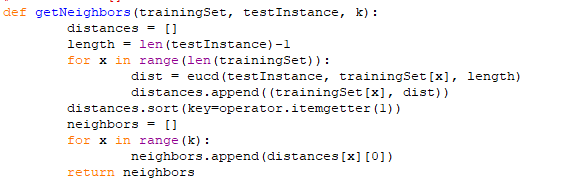 def getNeighbors(trainingSet, testInstance, k):
        distances = []
        length = len(testInstance)-1
        for x in range(len(trainingSet)):
                dist = eucd(testInstance, trainingSet[x], length)
                distances.append((trainingSet[x], dist))
        distances.sort(key=operator.itemgetter(1))
        neighbors = []
        for x in range(k):
                neighbors.append(distances[x][0])
        return neighbors